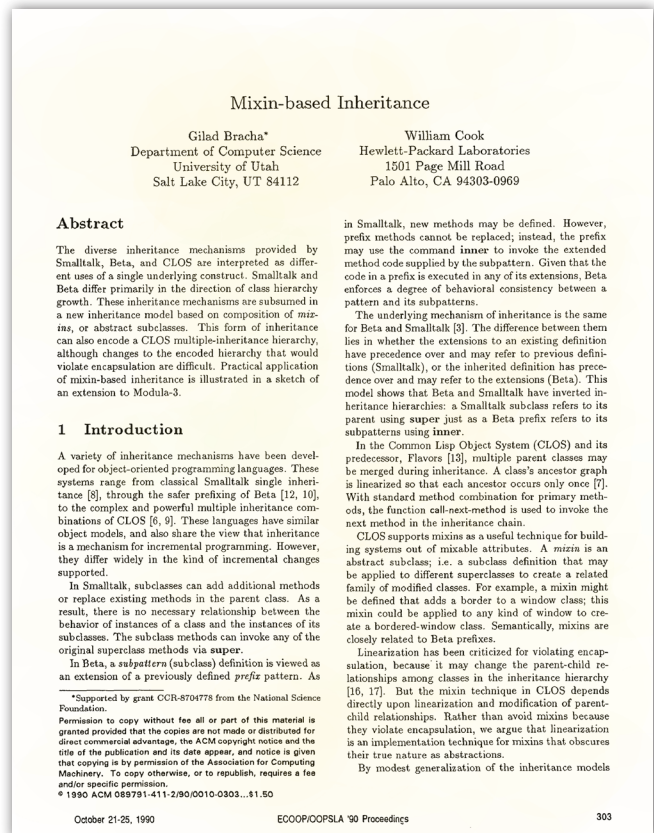 Mixin-based Inheritance
Gilad Bracha*
Department of Computer Science
University of Utah
Salt Lake City, UT 84112
William Cook
Hewlett-Packard Laboratories
1501 Page Mill Road
Palo Alto, CA 94303-0969
Abstract
The diverse inheritance mechanisms provided by
Smalltalk, Beta, and CLOS are interpreted as differ-
ent uses of a single underlying construct. Smalltalk and
Beta differ primarily in the direction of class hierarchy
growth. These inheritance mechanisms are subsumed in
a new inheritance model based on composition of mix-
ins, or abstract subclasses. This form of inheritance
can also encode a CLOS multiple-inheritance hierarchy,
although changes to the encoded hierarchy that would
violate encapsulation are difficult. Practical application
of mixin-based inheritance is illustrated in a sketch of
an extension to Modula-3.
1 Introduction
A variety of inheritance mechanisms have been devel-
oped for object-oriented programming languages. These
systems range from classical Smalltalk single inheri-
tance [8], through the safer prefixing of Beta [12, 10],
to the complex and powerful multiple inheritance com-
binations of CLOS [6, 9]. These languages have similar
object models, and also share the view that inheritance
is a mechanism for incremental programming. However,
they differ widely in the kind of incremental changes
supported.
In Smalltalk, subclasses can add additional methods
or replace existing methods in the parent class. As a
result, there is no necessary relationship between the
behavior of instances of a class and the instances of its
subclasses. The subclass methods can invoke any of the
original superclass methods via super.
In Beta, a subpattern (subclass) definition is viewed as
an extension of a previously defined prefix pattern. As
*Supported by grant CCR-8704778 from the National Science
Foundation.
Permission to copy without fee all or part of this material is
granted provided that the copies are not made or distributed for
direct commercial advantage, the ACM copyright notice and the
title of the publication and its date appear, and notice is given
that copying is by permission of the Association for Computing
Machinery. To copy otherwise, or to republish, requires a fee
and/or specific permission.
© 1990 ACM 089791-411-2/90/0010-0303...$1.50
in Smalltalk, new methods may be defined. However,
prefix methods cannot be replaced; instead, the prefix
may use the command inner to invoke the extended
method code supplied by the subpattern. Given that the
code in a prefix is executed in any of its extensions, Beta
enforces a degree of behavioral consistency between a
pattern and its subpatterns.
The underlying mechanism of inheritance is the same
for Beta and Smalltalk [3]. The difference between them
lies in whether the extensions to an existing definition
have precedence over and may refer to previous defini-
tions (Smalltalk), or the inherited definition has prece-
dence over and may refer to the extensions (Beta). This
model shows that Beta and Smalltalk have inverted in-
heritance hierarchies: a Smalltalk subclass refers to its
parent using super just as a Beta prefix refers to its
subpatterns using inner.
In the Common Lisp Object System (CLOS) and its
predecessor, Flavors [13], multiple parent classes may
be merged during inheritance. A class's ancestor graph
is linearized so that each ancestor occurs only once [7].
With standard method combination for primary meth-
ods, the function call-next-method is used to invoke the
next method in the inheritance chain.
CLOS supports mixins as a useful technique for build-
ing systems out of mixable attributes. A mixin is an
abstract subclass; i.e. a subclass definition that may
be applied to different superclasses to create a related
family of modified classes. For example, a mixin might
be defined that adds a border to a window class; this
mixin could be applied to any kind of window to cre-
ate a bordered-window class. Semantically, mixins are
closely related to Beta prefixes.
Linearization has been criticized for violating encap-
sulation, because it may change the parent-child re-
lationships among classes in the inheritance hierarchy
[16, 17]. But the mixin technique in CLOS depends
directly upon linearization and modification of parent-
child relationships. Rather than avoid mixins because
they violate encapsulation, we argue that linearization
is an implementation technique for mixins that obscures
their true nature as abstractions.
By modest generalization of the inheritance models
October 21-25, 1990
ECOOP/OOPSLA '90 Proceedings
303